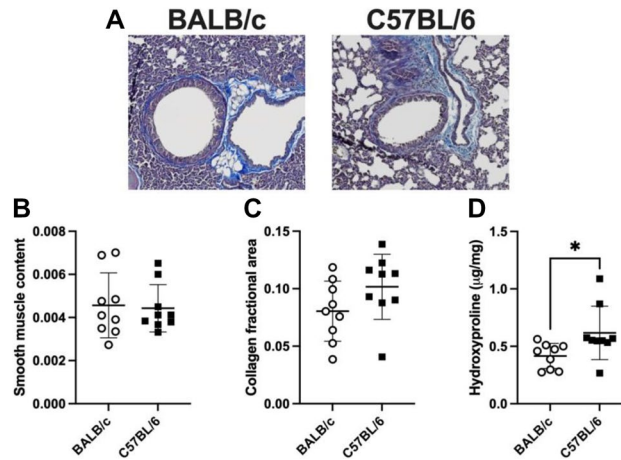 A BALB/c C57BL/6
B C D
0.008 0.15 1.5
0.006 0.10 1.0
0.004 0.05 0.5
0.002 0.00 0.0
0.000
Smooth muscle content
Collagen fractional area
Hydroxyproline (µg/mg)
*
BALB/c C57BL/6 BALB/c C57BL/6 BALB/c C57BL/6